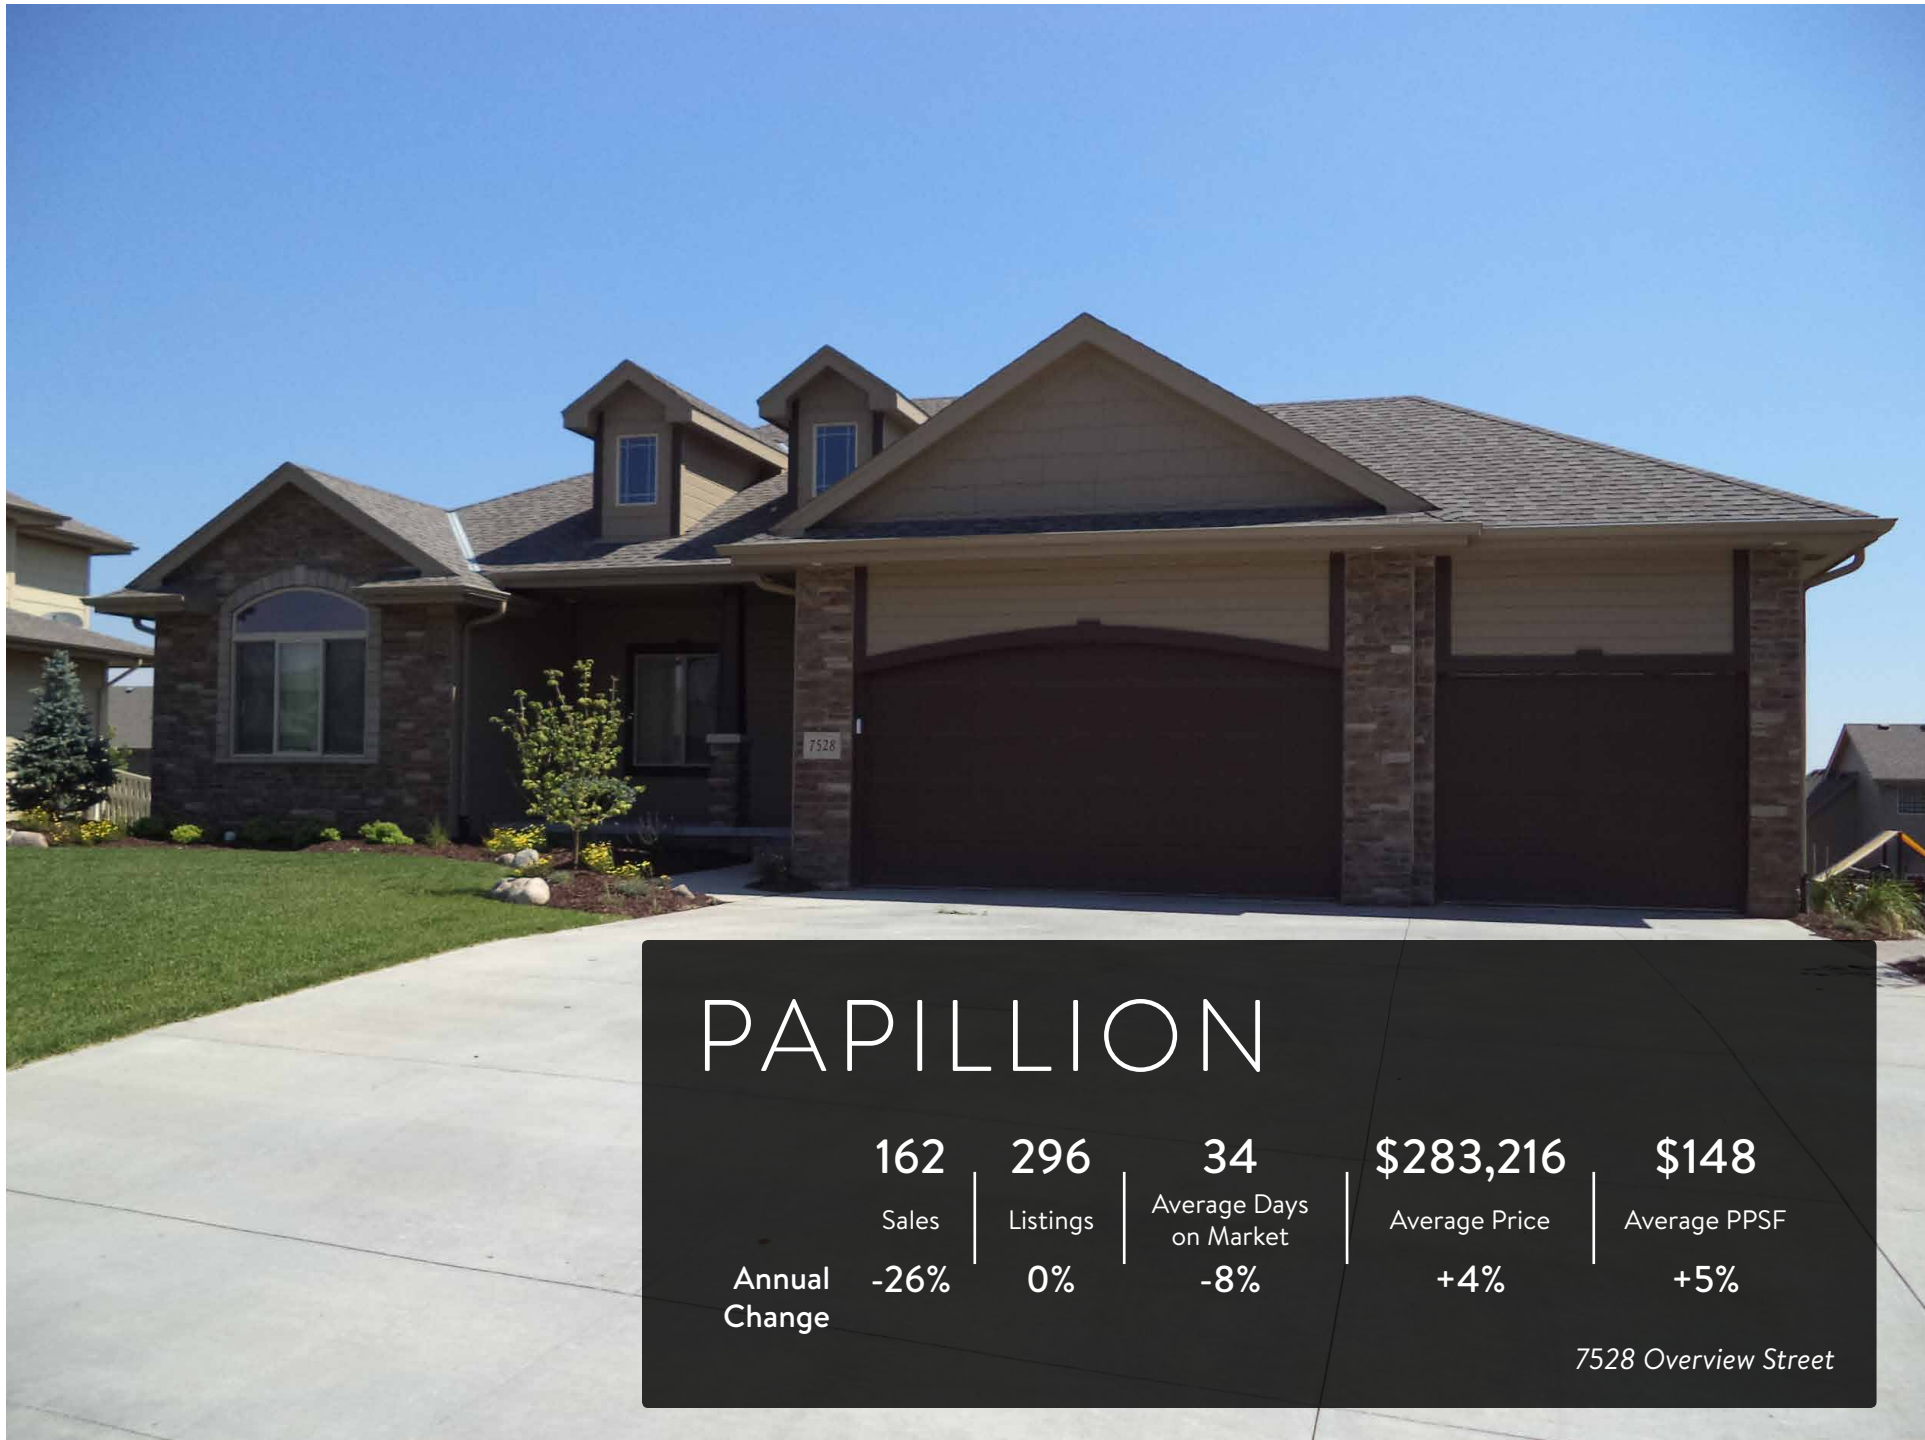 7528
PAPILLION
162 296 34 $283,216 $148
Sales Listings Average Days on Market Average Price Average PPSF
Annual Change -26% 0% -8% +4% +5%
7528 Overview Street